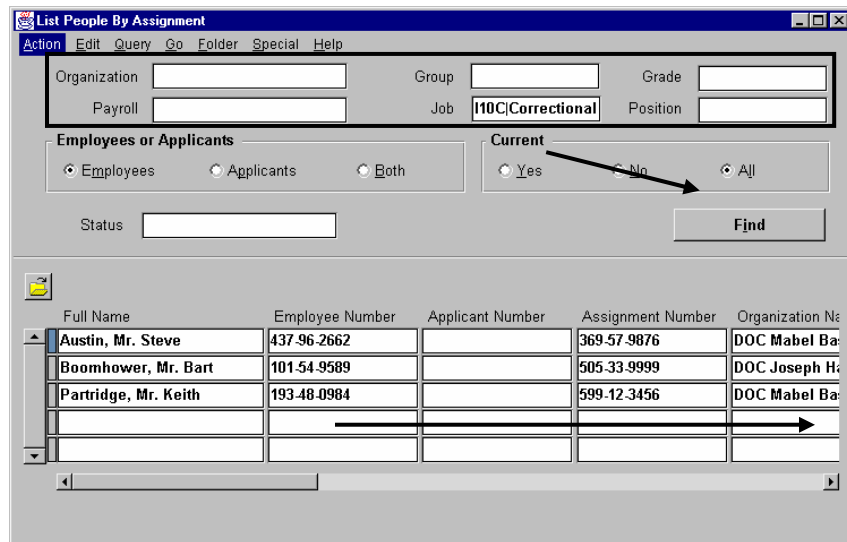 List People By Assignment
Action Edit Query Go Folder Special Help
Organization Group Grade
Payroll Job I10C|Correctional Position
Employees or Applicants Current
Employees Applicants Both Yes No All
Status Find
Full Name Employee Number Applicant Number Assignment Number Organization Na
Austin, Mr. Steve 437-96-2662 369-57-9876 DOC Mabel Ba
Boomhower, Mr. Bart 101-54-9589 505-33-9999 DOC Joseph Ha
Partridge, Mr. Keith 193-48-0984 599-12-3456 DOC Mabel Ba